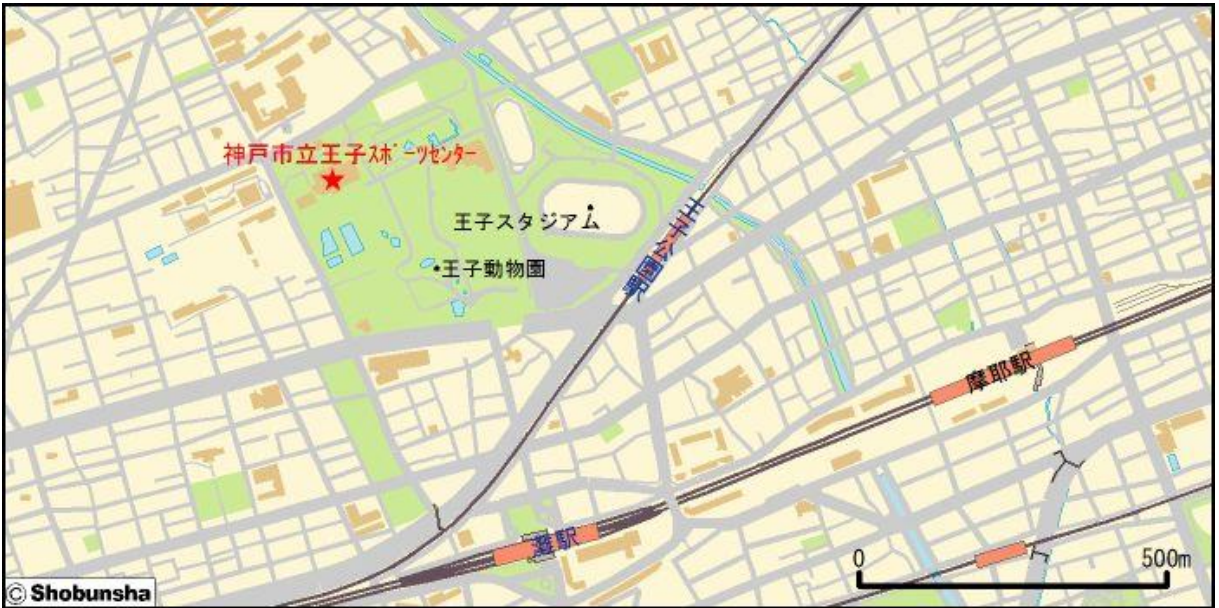 神戸市立王子スポーツセンター
王子スタジアム
王子動物園
王子公園駅
摩耶駅
灘駅
0 500m
© Shobunsha